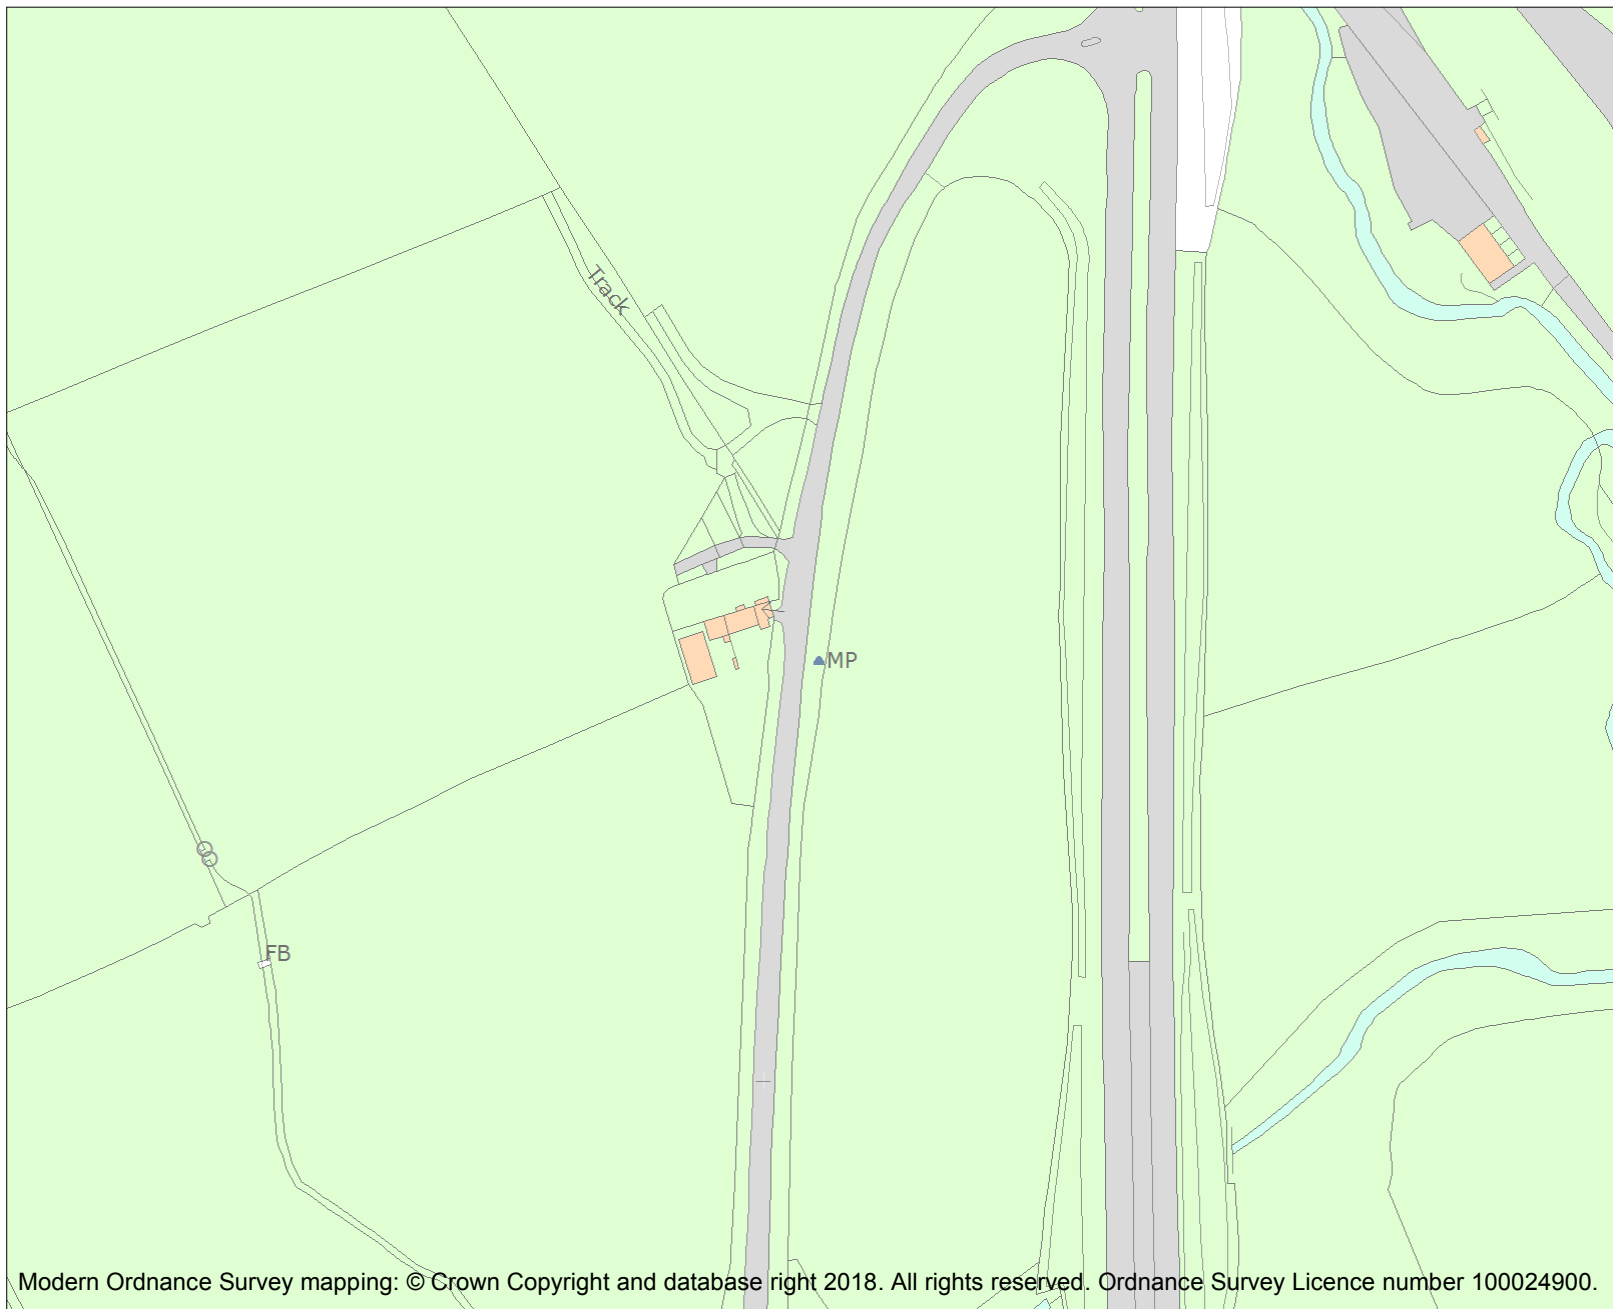 Track
MP
FB
Modern Ordnance Survey mapping: © Crown Copyright and database right 2018. All rights reserved. Ordnance Survey Licence number 100024900.